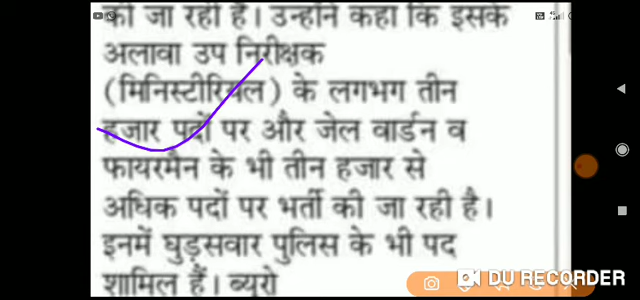 की जा रही है। उन्होंने कहा कि इसके
अलावा उप निरीक्षक
(मिनिस्टीरियल) के लगभग तीन
हजार पदों पर और जेल वार्डन व
फायरमैन के भी तीन हजार से
अधिक पदों पर भर्ती की जा रही है।
इनमें घुड़सवार पुलिस के भी पद
शामिल हैं। ब्यूरो
DU RECORDER